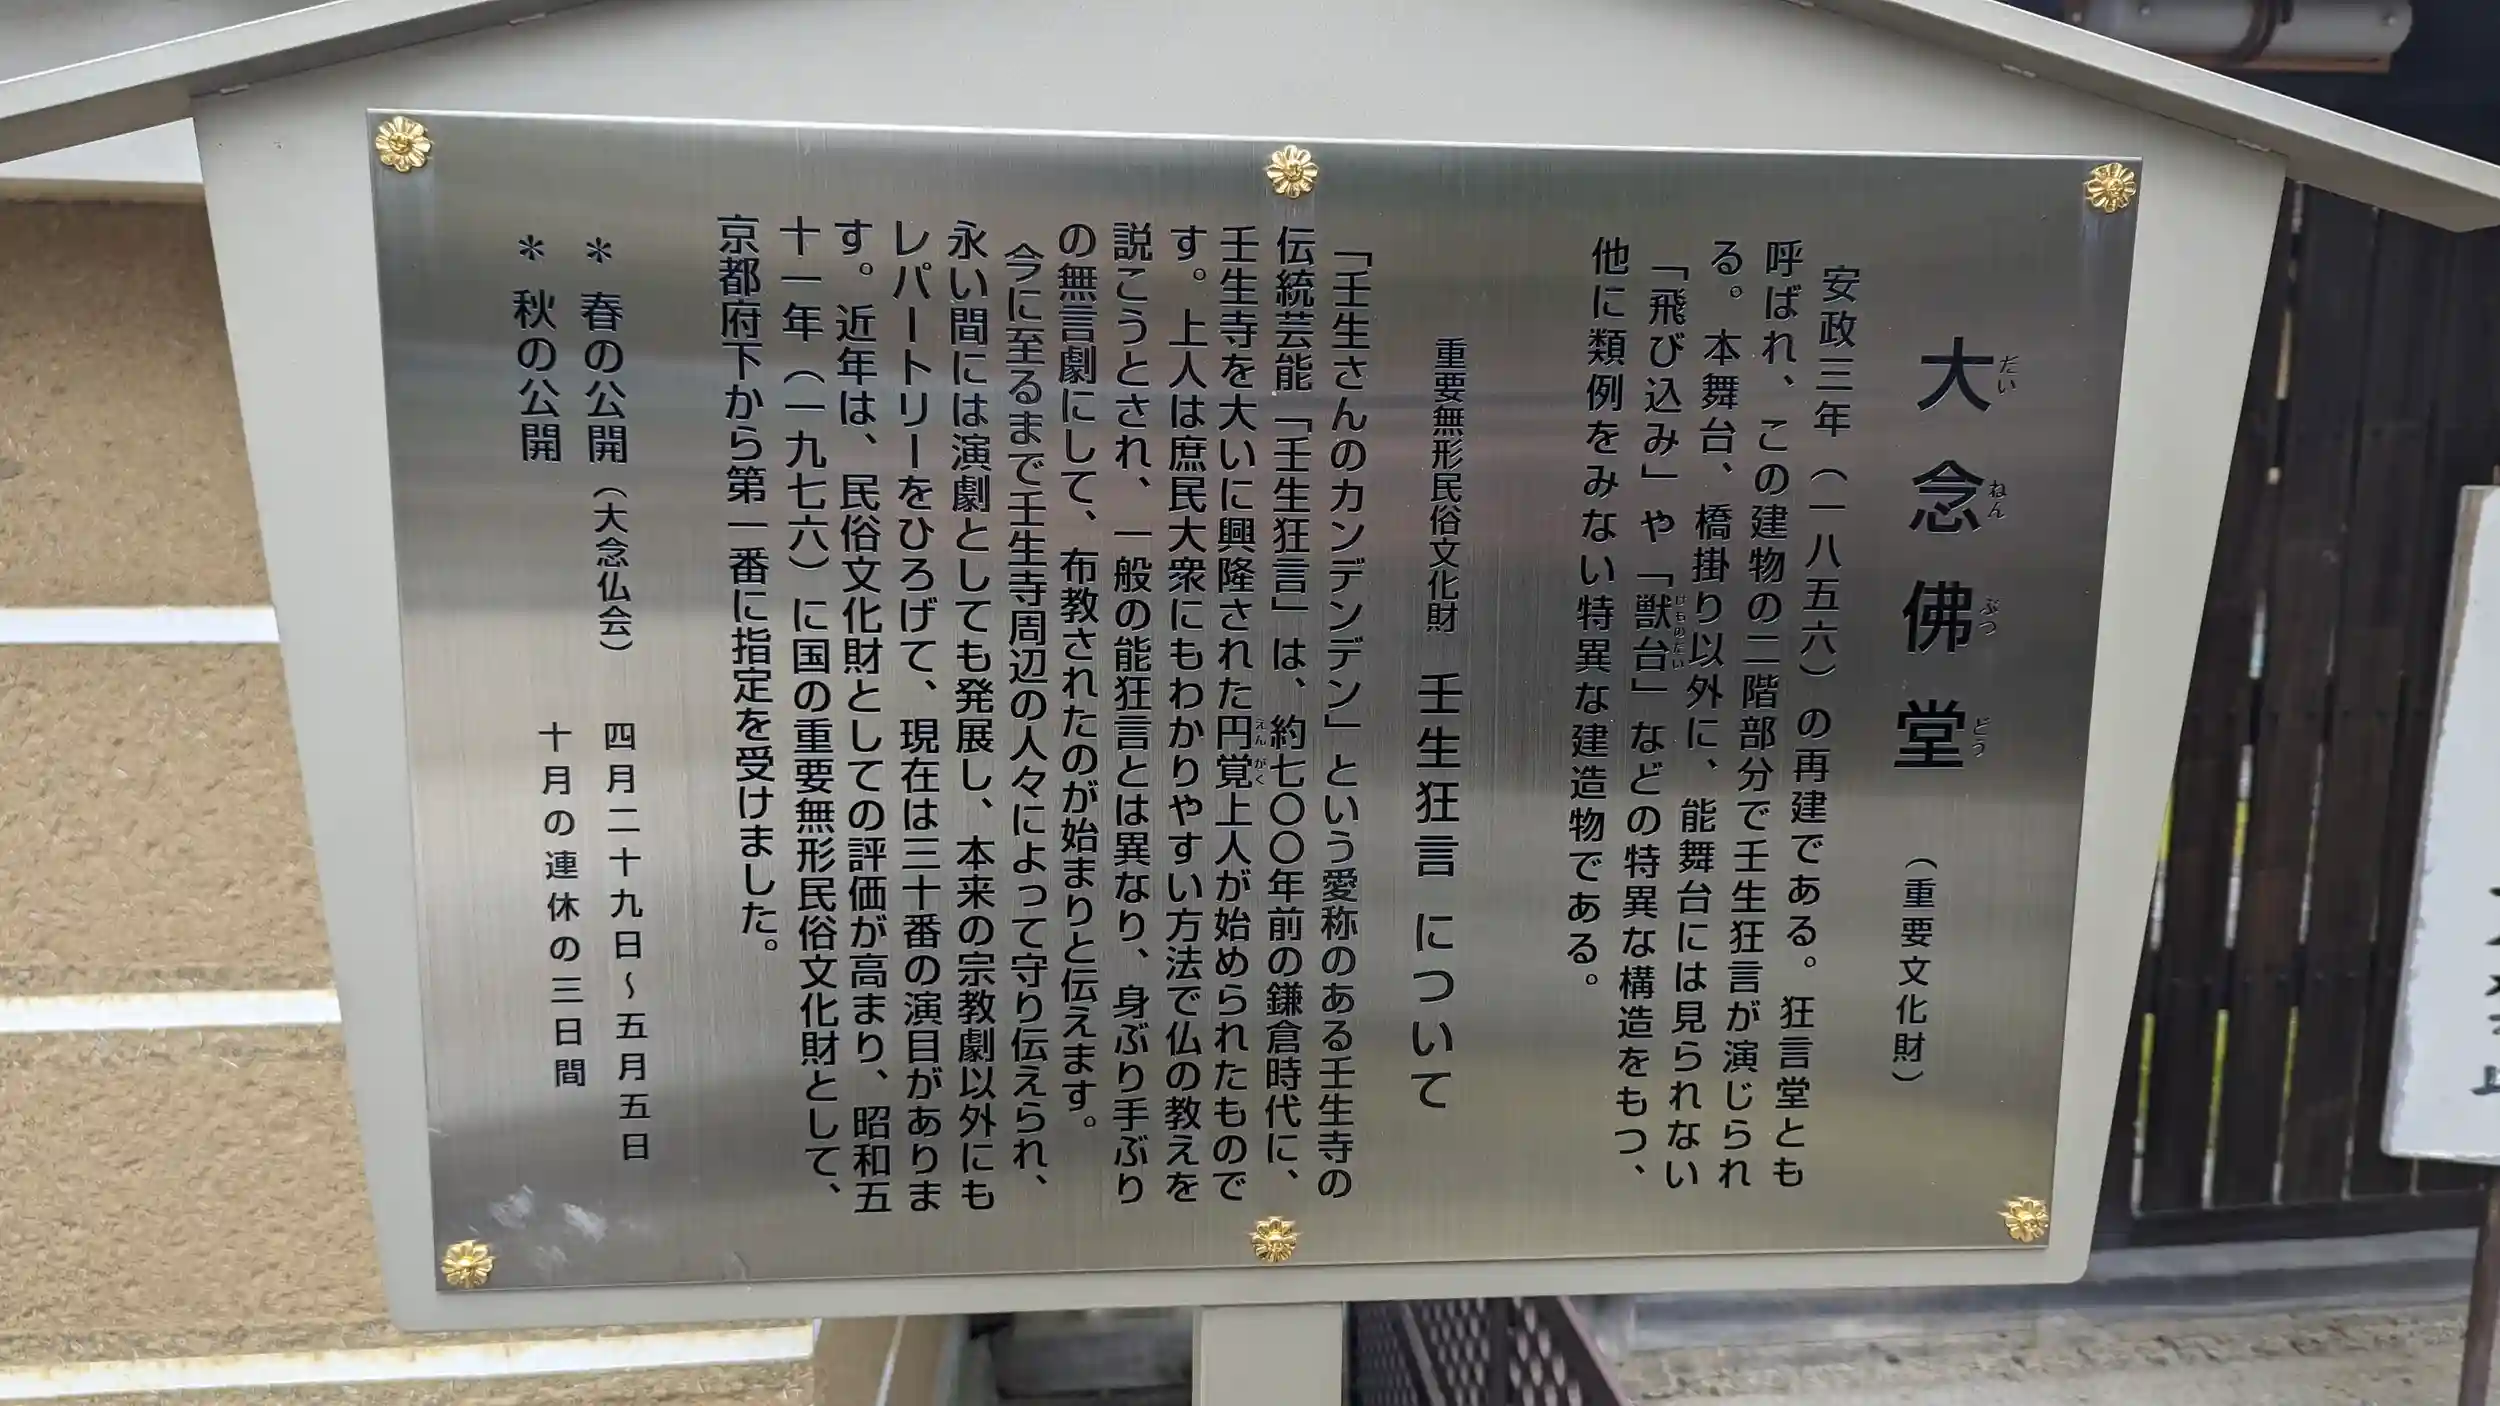 大念佛堂（重要文化財）
だいねんぶつどう
安政三年（一八五六）の再建である。狂言堂とも
呼ばれ、この建物の二階部分で壬生狂言が演じられ
る。本舞台、橋掛り以外に、能舞台には見られない
「飛び込み」や「獣台」などの特異な構造をもつ、
けものだい
他に類例をみない特異な建造物である。
重要無形民俗文化財 壬生狂言について
「壬生さんのカンデンデン」という愛称のある壬生寺の
伝統芸能「壬生狂言」は、約七〇〇年前の鎌倉時代に、
壬生寺を大いに興隆された円覚上人が始められたもので
えんがく
す。上人は庶民大衆にもわかりやすい方法で仏の教えを
説こうとされ、一般の能狂言とは異なり、身ぶり手ぶり
の無言劇にして、布教されたのが始まりと伝えます。
今に至るまで壬生寺周辺の人々によって守り伝えられ、
永い間には演劇としても発展し、本来の宗教劇以外にも
レパートリーをひろげて、現在は三十番の演目がありま
す。近年は、民俗文化財としての評価が高まり、昭和五
十一年（一九七六）に国の重要無形民俗文化財として、
京都府下から第一番に指定を受けました。
＊ 春の公開（大念仏会） 四月二十九日～五月五日
＊ 秋の公開 十月の連休の三日間